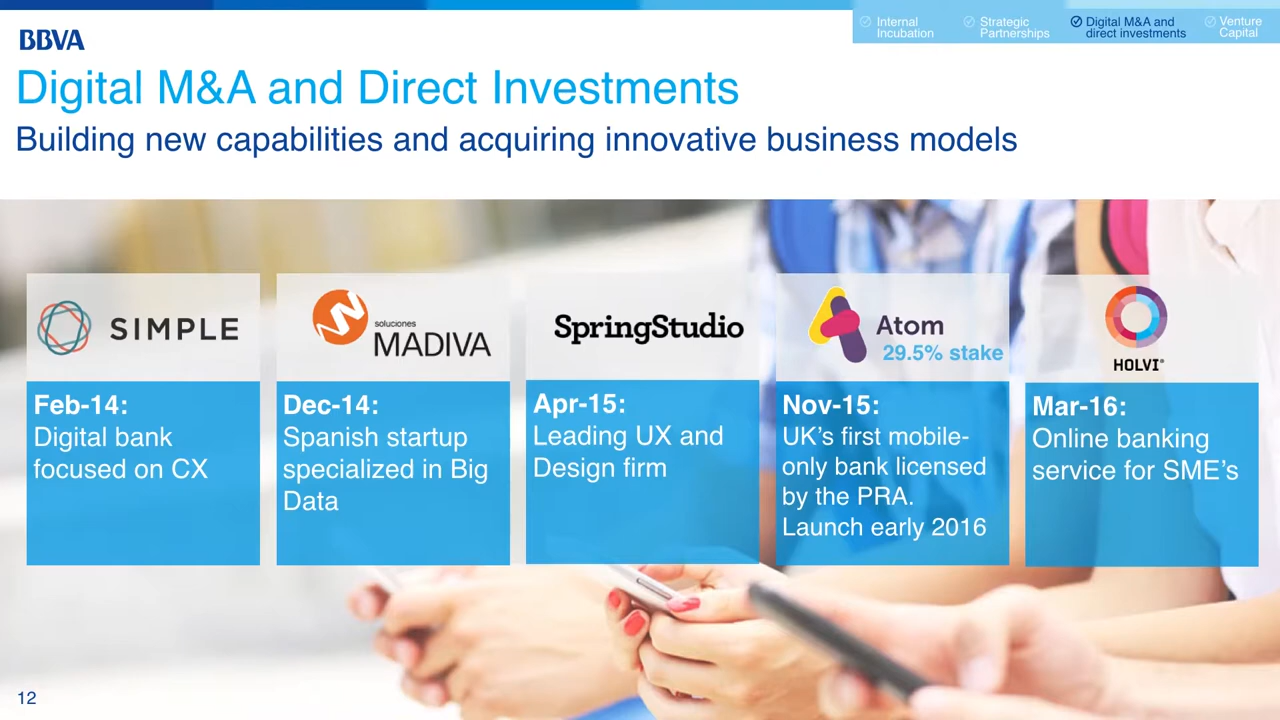 Internal
Incubation
Strategic
Partnerships
Digital M&A and
direct investments
Venture
Capital
BBVA
Digital M&A and Direct Investments
Building new capabilities and acquiring innovative business models
SIMPLE
soluciones
MADIVA
SpringStudio
Atom
29.5% stake
HOLVI®
Feb-14:
Digital bank
focused on CX
Dec-14:
Spanish startup
specialized in Big
Data
Apr-15:
Leading UX and
Design firm
Nov-15:
UK’s first mobile-
only bank licensed
by the PRA.
Launch early 2016
Mar-16:
Online banking
service for SME’s
12